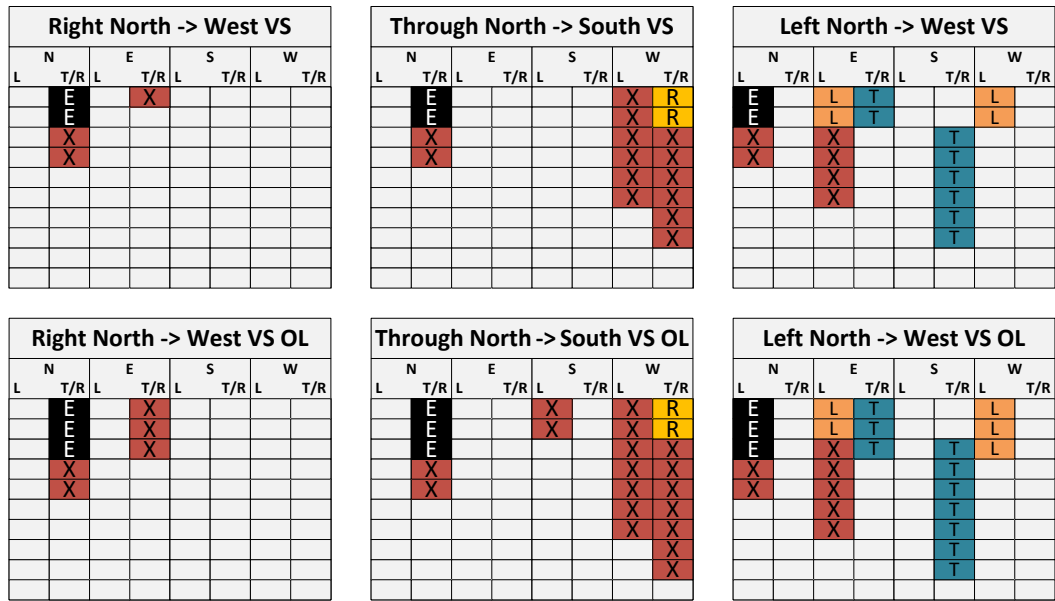 Right North -> West VS
N E S W
L T/R L T/R L T/R L T/R
E X
E
X
X
Through North -> South VS
N E S W
L T/R L T/R L T/R L T/R
E X R
E X R
X X X
X X X
X X
X X
X
X
Left North -> West VS
N E S W
L T/R L T/R L T/R L T/R
E L T L
E L T L
X X T
X X T
X T
X T
T
T
Right North -> West VS OL
N E S W
L T/R L T/R L T/R L T/R
E X
E X
E X
X
X
Through North -> South VS OL
N E S W
L T/R L T/R L T/R L T/R
E X X R
E X X R
E X X
X X X
X X X
X X
X X
X
X
Left North -> West VS OL
N E S W
L T/R L T/R L T/R L T/R
E L T L
E L T L
E X T T L
X X T
X X T
X T
X T
T
T